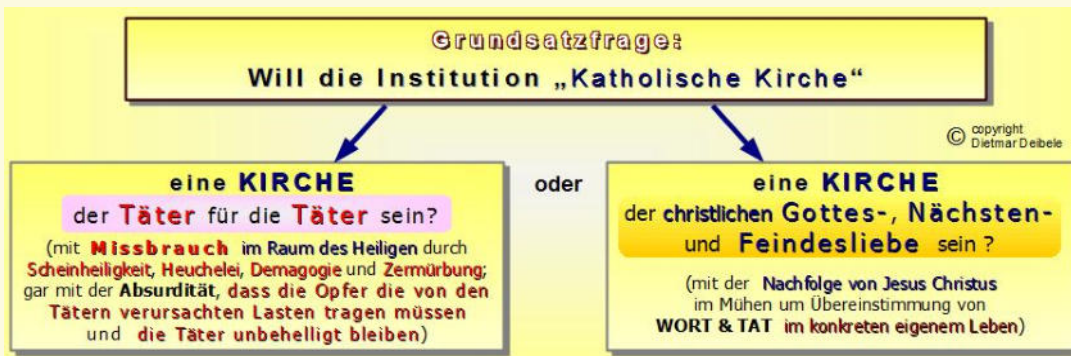 Grundsatzfrage:
Will die Institution „Katholische Kirche“
© copyright
Dietmar Deibele
eine KIRCHE
der Täter für die Täter sein?
(mit Missbrauch im Raum des Heiligen durch
Scheinheiligkeit, Heuchelei, Demagogie und Zermürbung;
gar mit der Absurdität, dass die Opfer die von den
Tätern verursachten Lasten tragen müssen
und die Täter unbehelligt bleiben)
oder
eine KIRCHE
der christlichen Gottes-, Nächsten-
und Feindesliebe sein ?
(mit der Nachfolge von Jesus Christus
im Mühen um Übereinstimmung von
WORT & TAT im konkreten eigenem Leben)